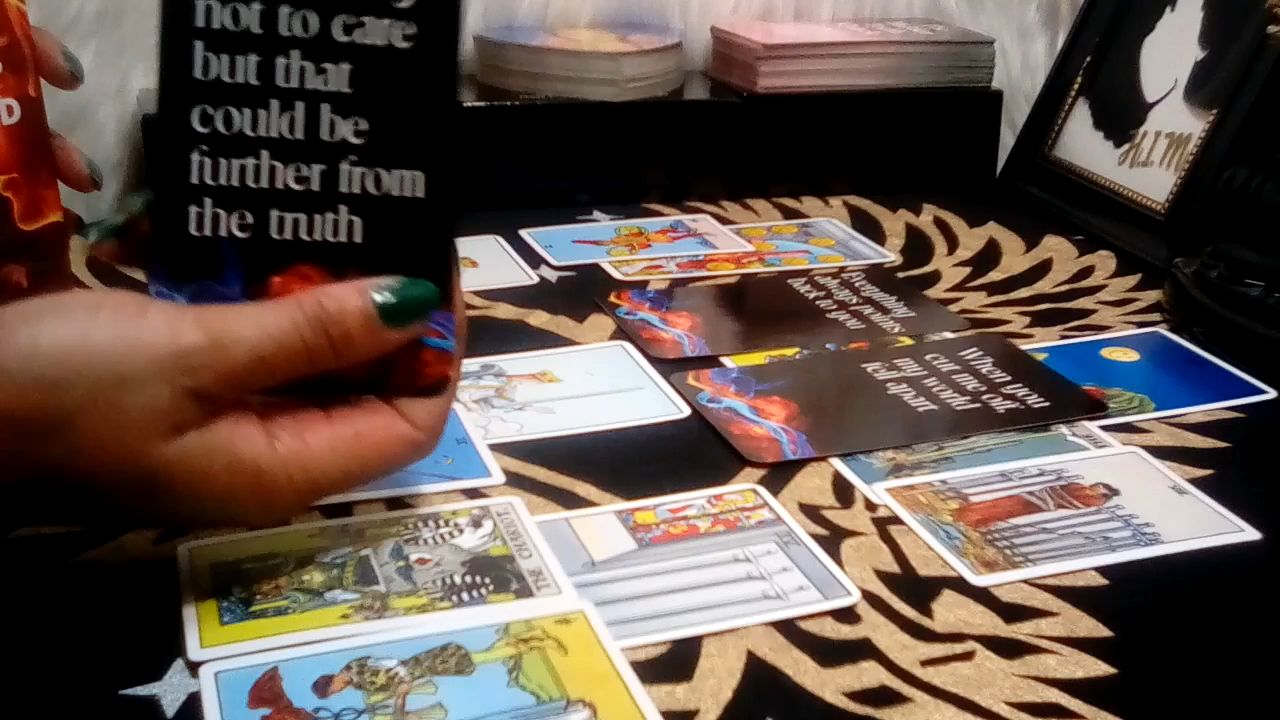 not to care
but that
could be
further from
the truth
D
Everything
always points
back to you
When you
cut me off,
my world
fell apart
THE CHARIOT